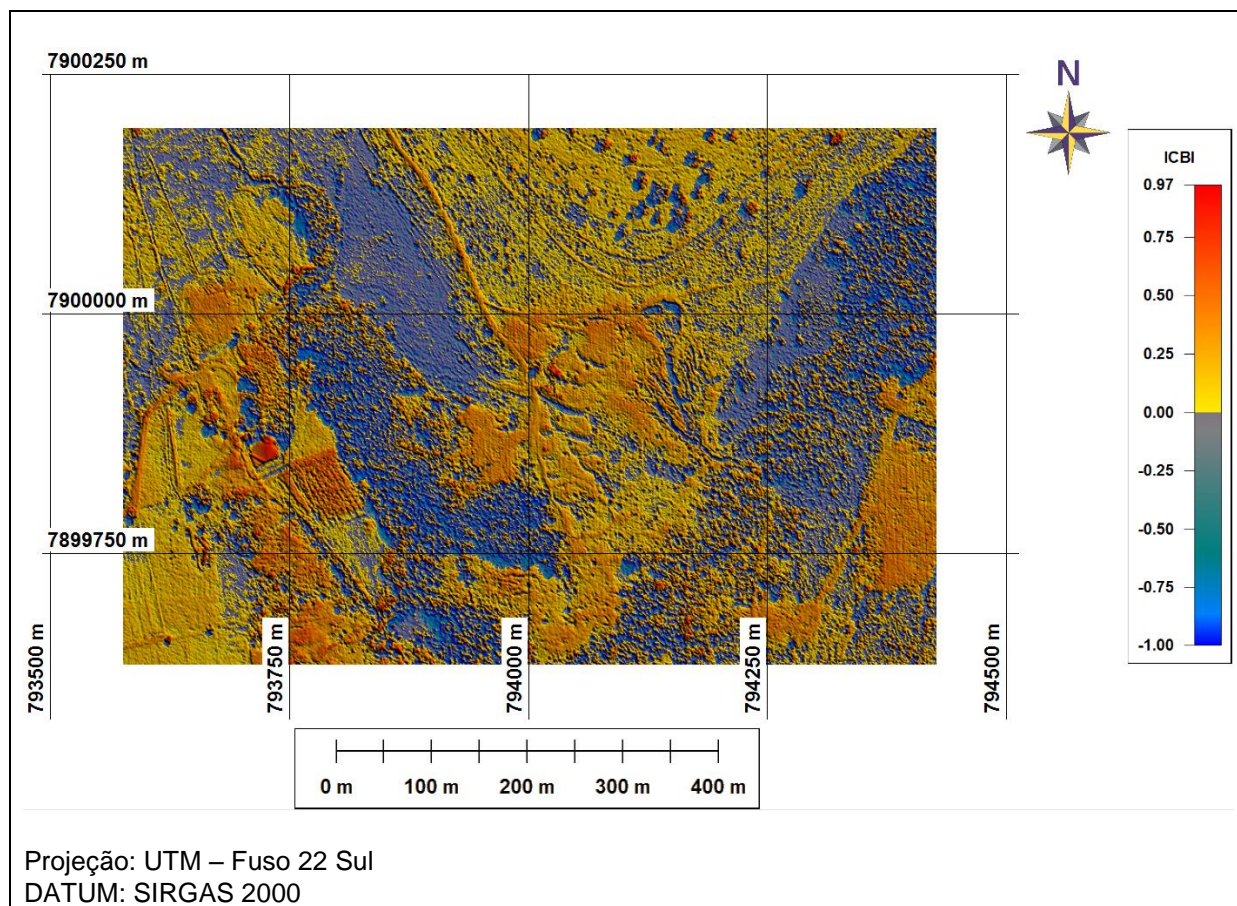 7900250 m
N
ICBI
0.97
0.75
0.50
0.25
0.00
-0.25
-0.50
-0.75
-1.00
7900000 m
7899750 m
793500 m
793750 m
794000 m
794250 m
794500 m
0 m 100 m 200 m 300 m 400 m
Projeção: UTM – Fuso 22 Sul
DATUM: SIRGAS 2000